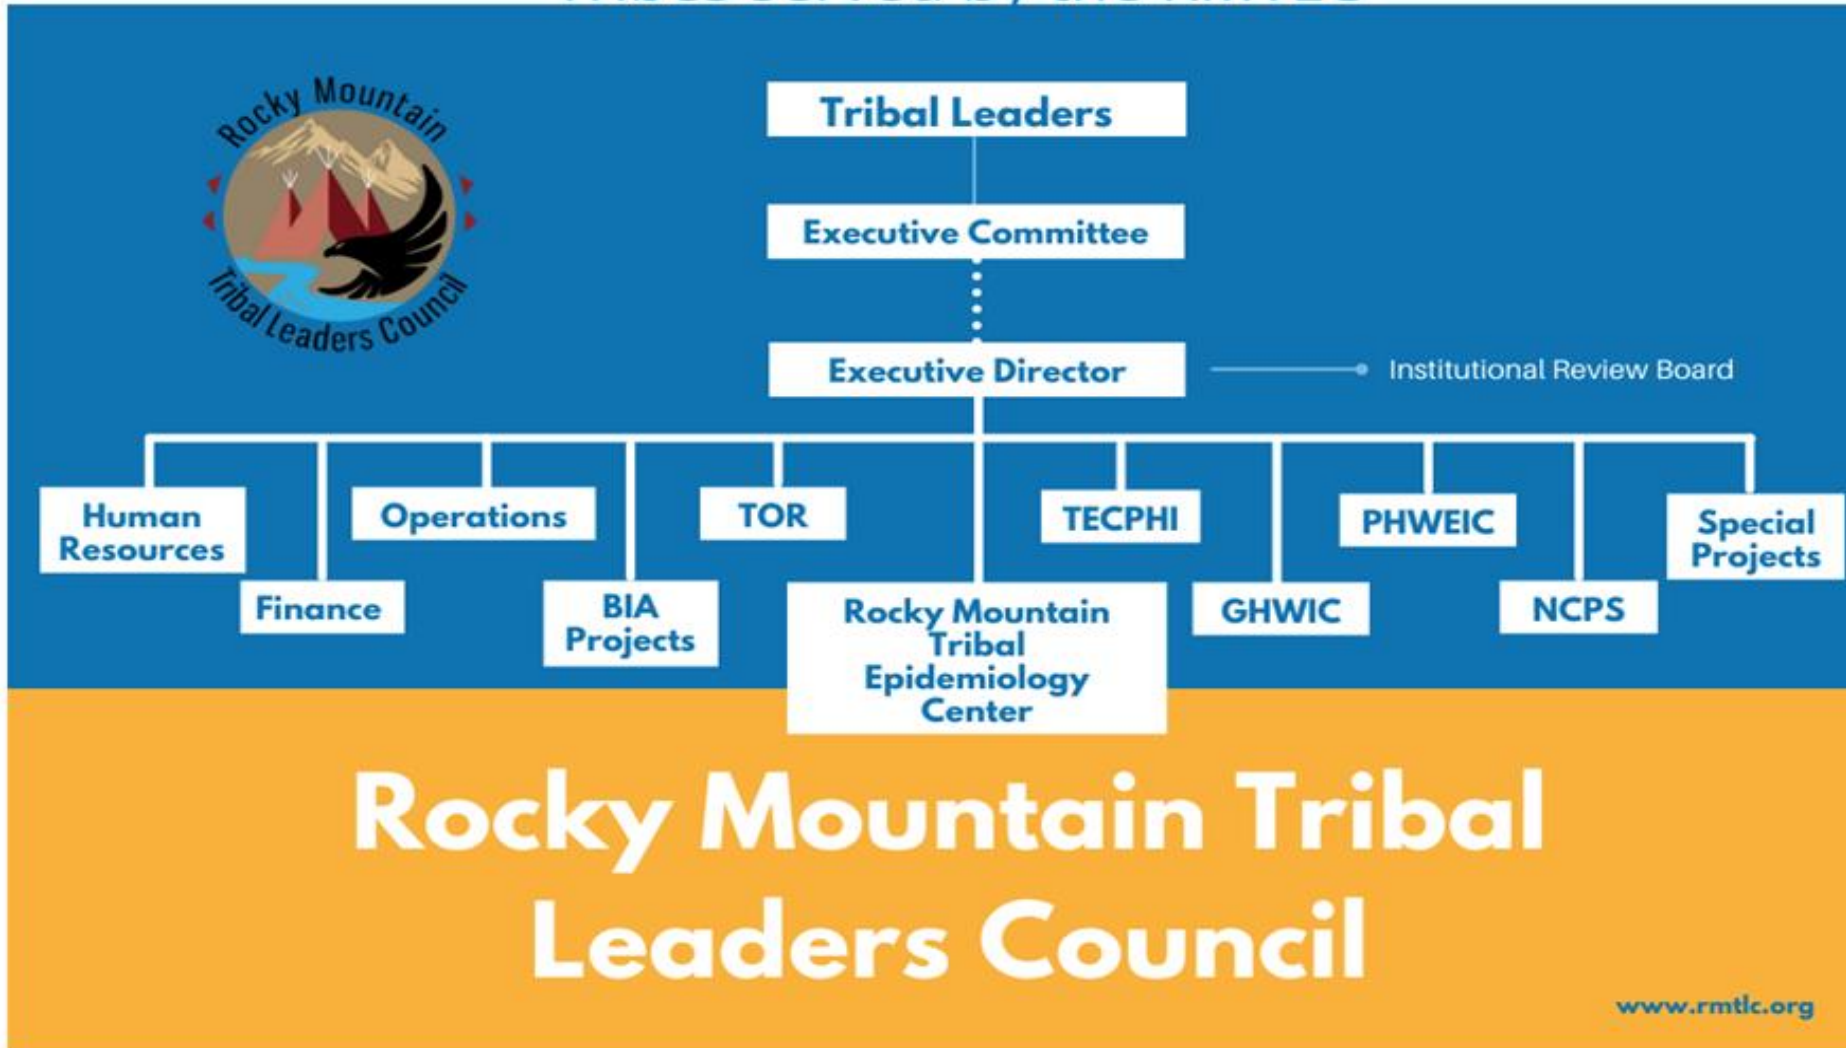 Rocky Mountain
Tribal Leaders Council
Tribal Leaders
Executive Committee
Executive Director
Institutional Review Board
Human
Resources
Finance
Operations
BIA
Projects
TOR
Rocky Mountain
Tribal
Epidemiology
Center
TECPHI
GHWIC
PHWEIC
NCPS
Special
Projects
Rocky Mountain Tribal
Leaders Council
www.rmtlc.org